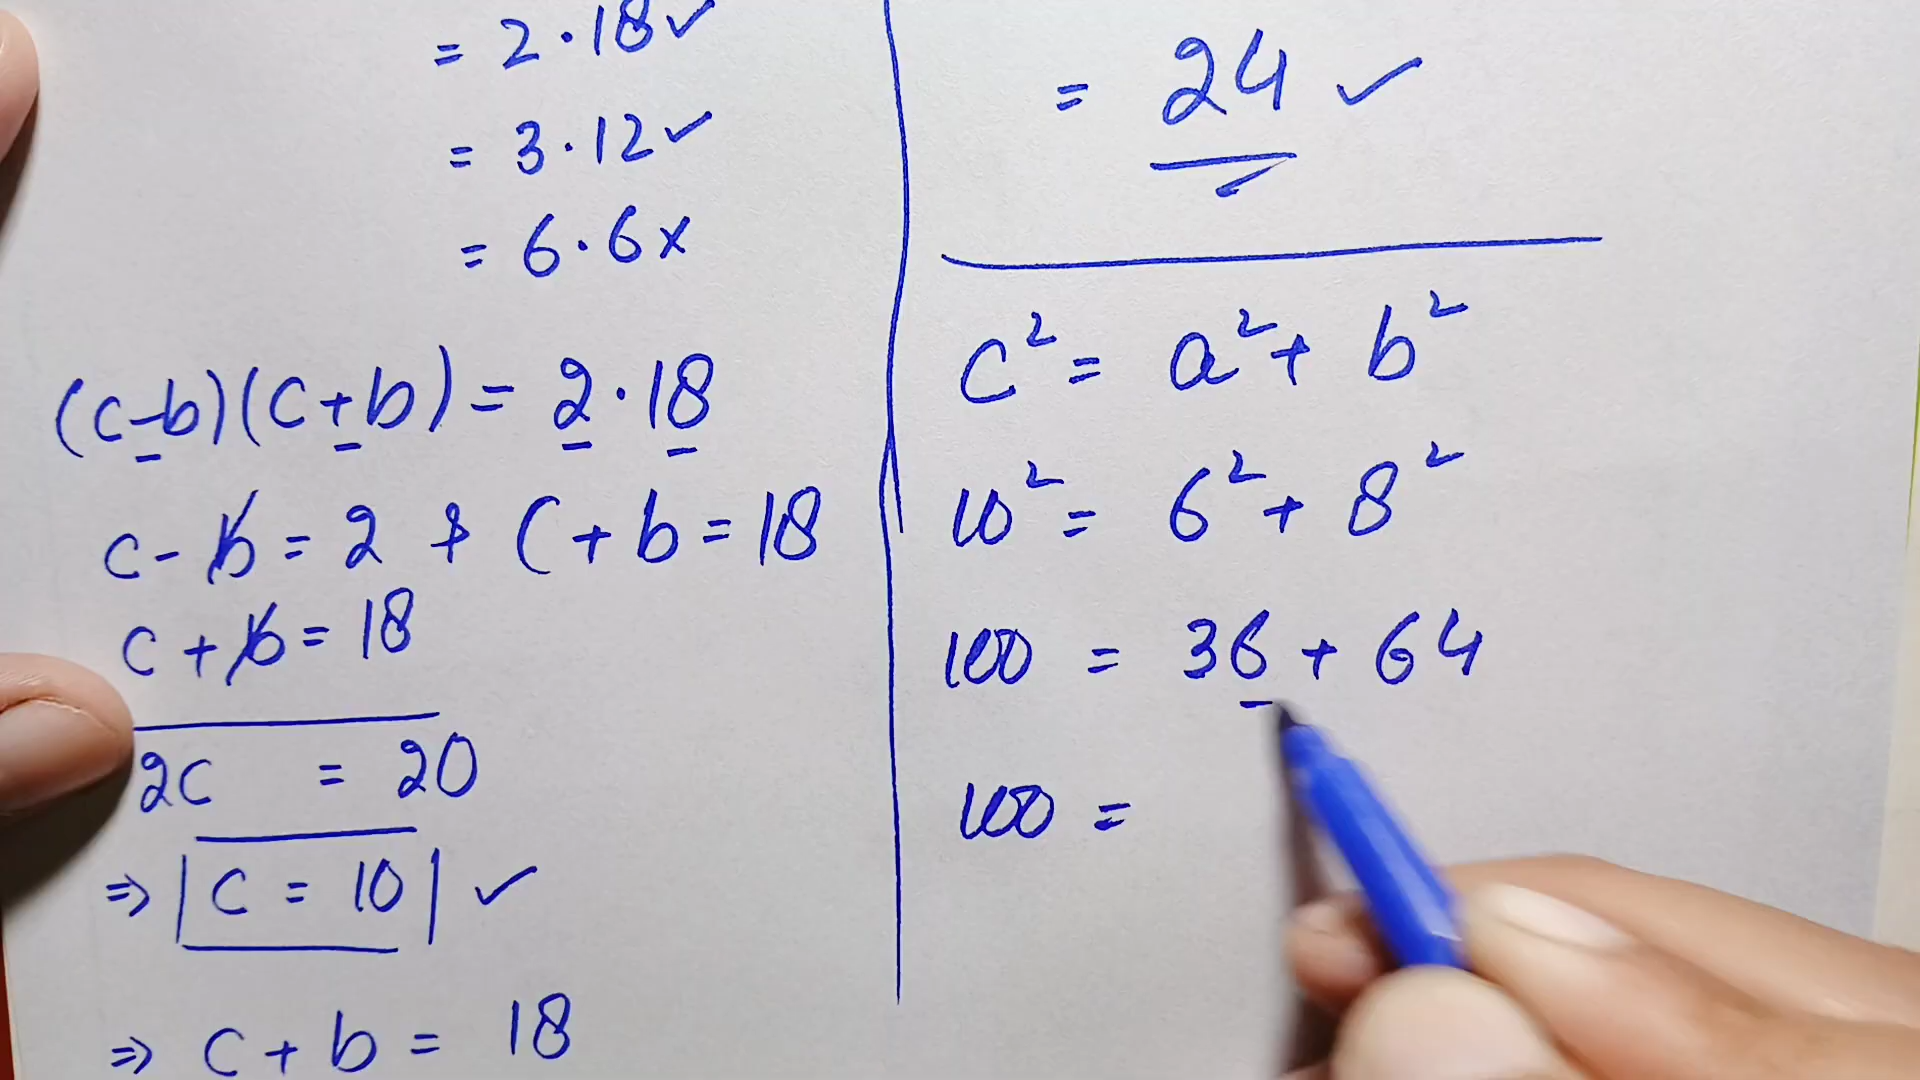 = 2 · 18 ✓
= 3 · 12 ✓
= 6 · 6 x
(c-b)(c+b) = 2 · 18
c - b = 2 & c + b = 18
c + b = 18
2c = 20
⇒ |c = 10| ✓
⇒ c + b = 18
= 24 ✓
c² = a² + b²
10² = 6² + 8²
100 = 36 + 64
100 =